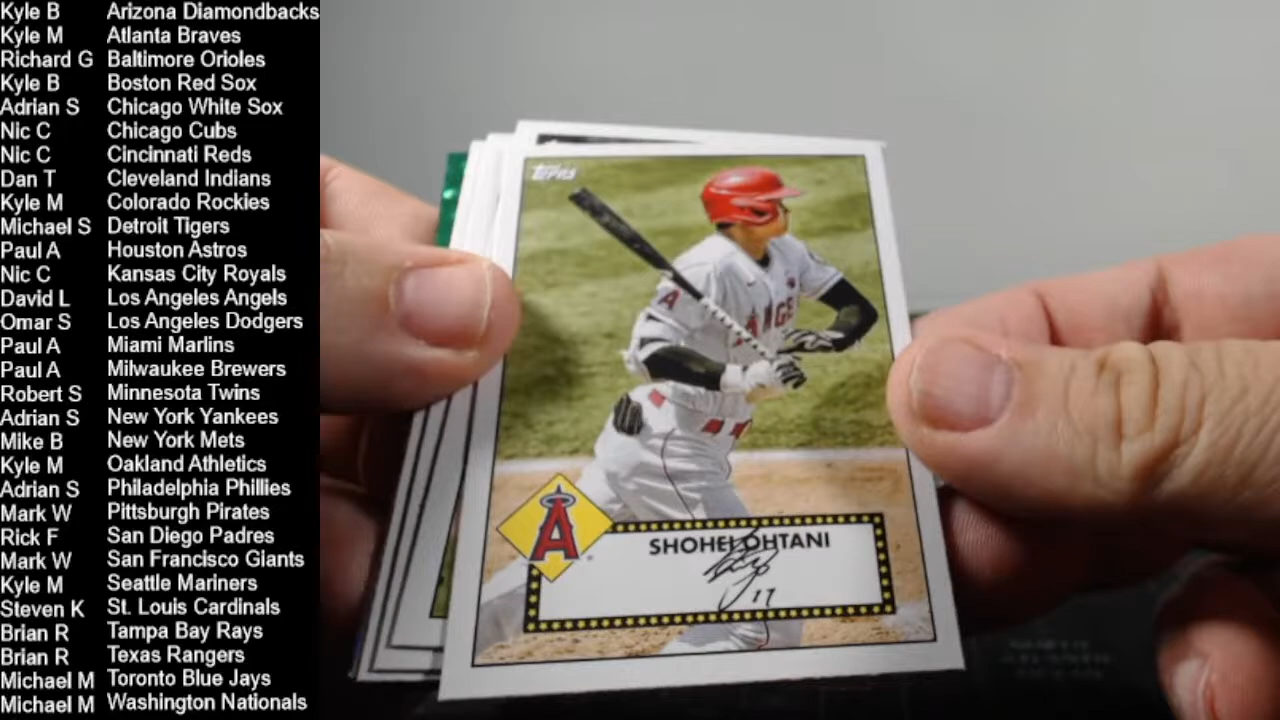 Kyle B Arizona Diamondbacks
Kyle M Atlanta Braves
Richard G Baltimore Orioles
Kyle B Boston Red Sox
Adrian S Chicago White Sox
Nic C Chicago Cubs
Nic C Cincinnati Reds
Dan T Cleveland Indians
Kyle M Colorado Rockies
Michael S Detroit Tigers
Paul A Houston Astros
Nic C Kansas City Royals
David L Los Angeles Angels
Omar S Los Angeles Dodgers
Paul A Miami Marlins
Paul A Milwaukee Brewers
Robert S Minnesota Twins
Adrian S New York Yankees
Mike B New York Mets
Kyle M Oakland Athletics
Adrian S Philadelphia Phillies
Mark W Pittsburgh Pirates
Rick F San Diego Padres
Mark W San Francisco Giants
Kyle M Seattle Mariners
Steven K St. Louis Cardinals
Brian R Tampa Bay Rays
Brian R Texas Rangers
Michael M Toronto Blue Jays
Michael M Washington Nationals
Topps
A
ANGE
A
SHOHEI OHTANI
17